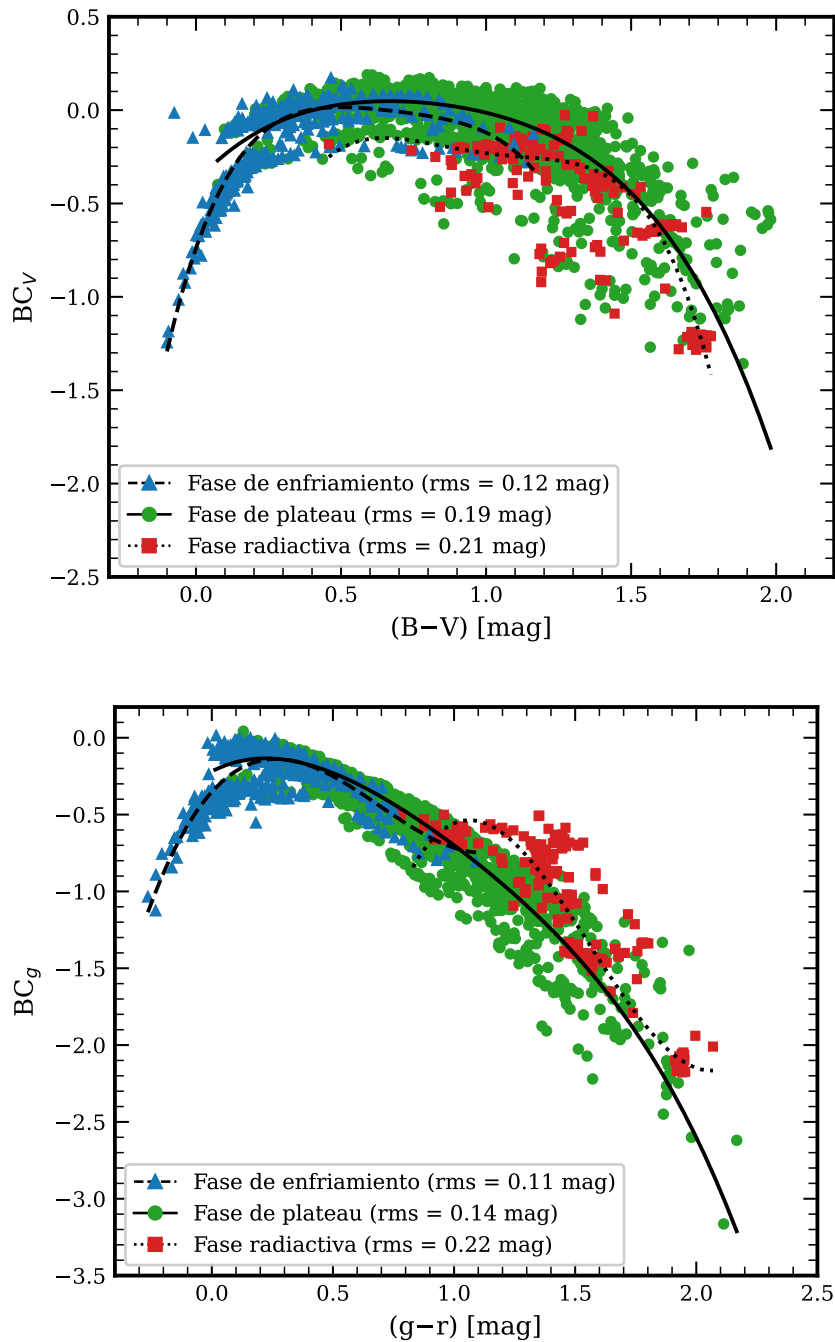 0.5
0.0
−0.5
−1.0
−1.5
−2.0
−2.5
BC_V
Fase de enfriamiento (rms = 0.12 mag)
Fase de plateau (rms = 0.19 mag)
Fase radiactiva (rms = 0.21 mag)
0.0 0.5 1.0 1.5 2.0
(B−V) [mag]
0.0
−0.5
−1.0
−1.5
−2.0
−2.5
−3.0
−3.5
BC_g
Fase de enfriamiento (rms = 0.11 mag)
Fase de plateau (rms = 0.14 mag)
Fase radiactiva (rms = 0.22 mag)
0.0 0.5 1.0 1.5 2.0 2.5
(g−r) [mag]